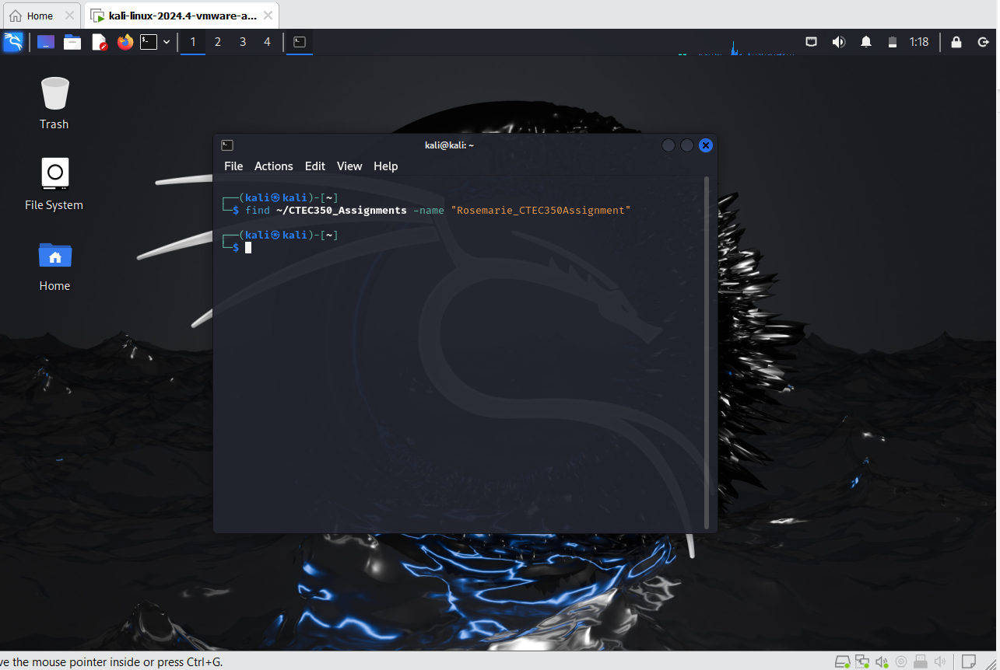 Home
kali-linux-2024.4-vmware-a...
1 2 3 4
1:18
Trash
File System
Home
kali@kali: ~
File Actions Edit View Help
┌──(kali㉿kali)-[~]
└─$ find ~/CTEC350_Assignments -name "Rosemarie_CTEC350Assignment"
┌──(kali㉿kali)-[~]
└─$
ve the mouse pointer inside or press Ctrl+G.